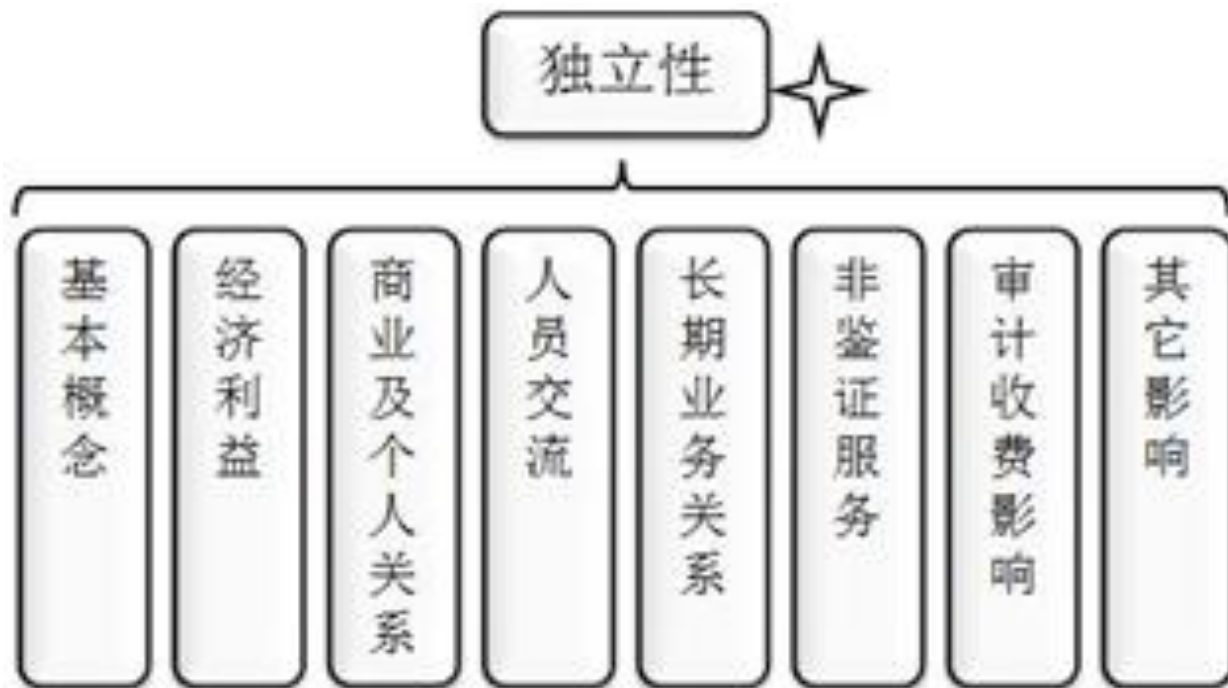 独立性
基本概念
经济利益
商业及个人关系
人员交流
长期业务关系
非鉴证服务
审计收费影响
其它影响